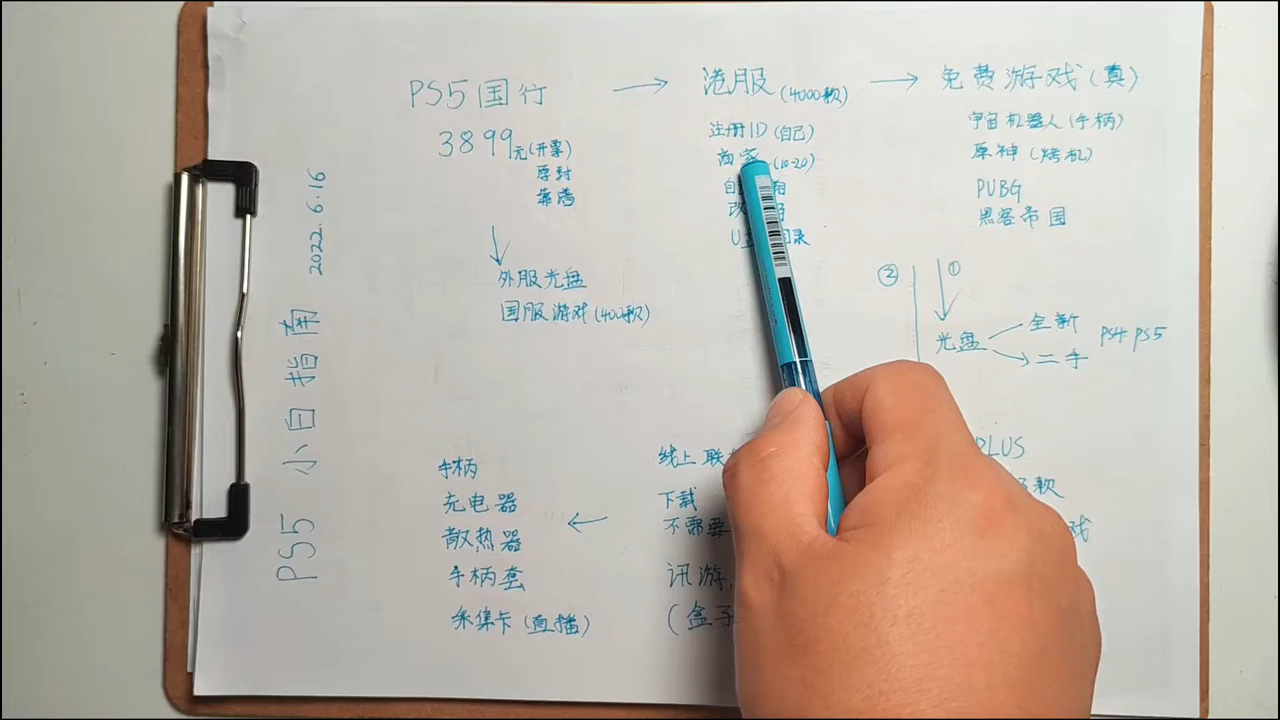 PS5 小白指南 2022.6.16
PS5国行
3899元(开票)
原封
靠谱
外服光盘
国服游戏(400款)
港服(4000款)
注册ID(自己)
商家(10-20)
免费游戏(真)
宇宙机器人(手柄)
原神(烤机)
PUBG
黑客帝国
②
①
光盘
全新
二手
PS4 PS5
PLUS
款
戏
线上联
下载
不需要
讯游,
(盒子
手柄
充电器
散热器
手柄套
采集卡(直播)